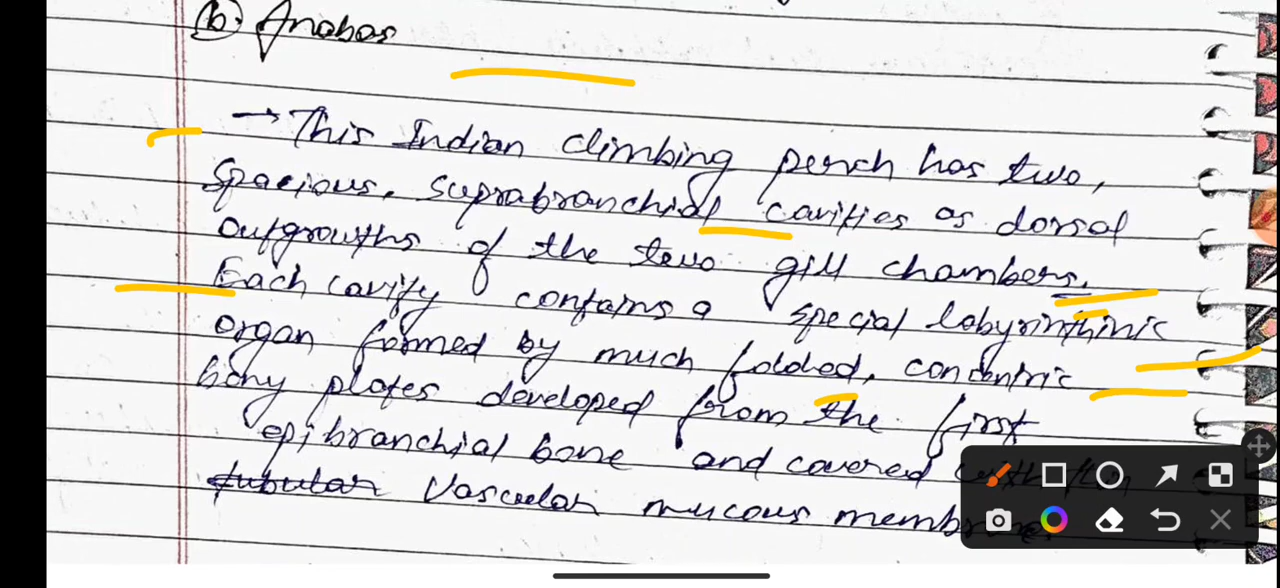 (b) Anabas
→ This Indian climbing perch has two,
spacious, suprabranchial cavities as dorsal
outgrowths of the two gill chambers.
Each cavity contains a special labyrinthinic
organ formed by much folded, concentric
bony plates developed from the first
epibranchial bone and covered
tubular vascular mucous membrane